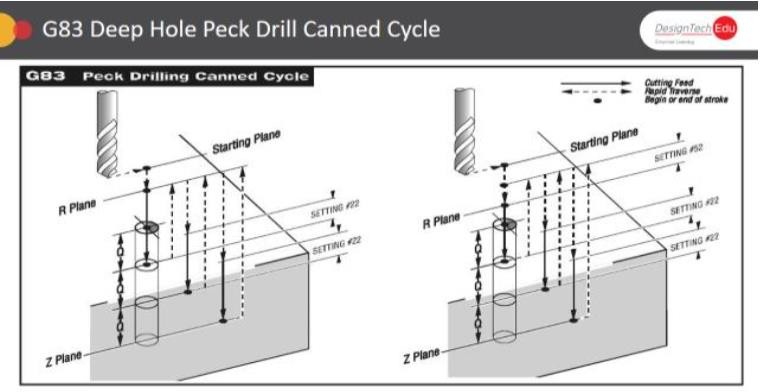 G83 Deep Hole Peck Drill Canned Cycle
DesignTech Edu
G83 Peck Drilling Canned Cycle
Cutting Feed
Rapid Traverse
Begin or end of stroke
Starting Plane
R Plane
SETTING #22
SETTING #22
Q
Q
Q
Z Plane
Starting Plane
SETTING #52
R Plane
SETTING #22
SETTING #22
Q
Q
Q
Z Plane